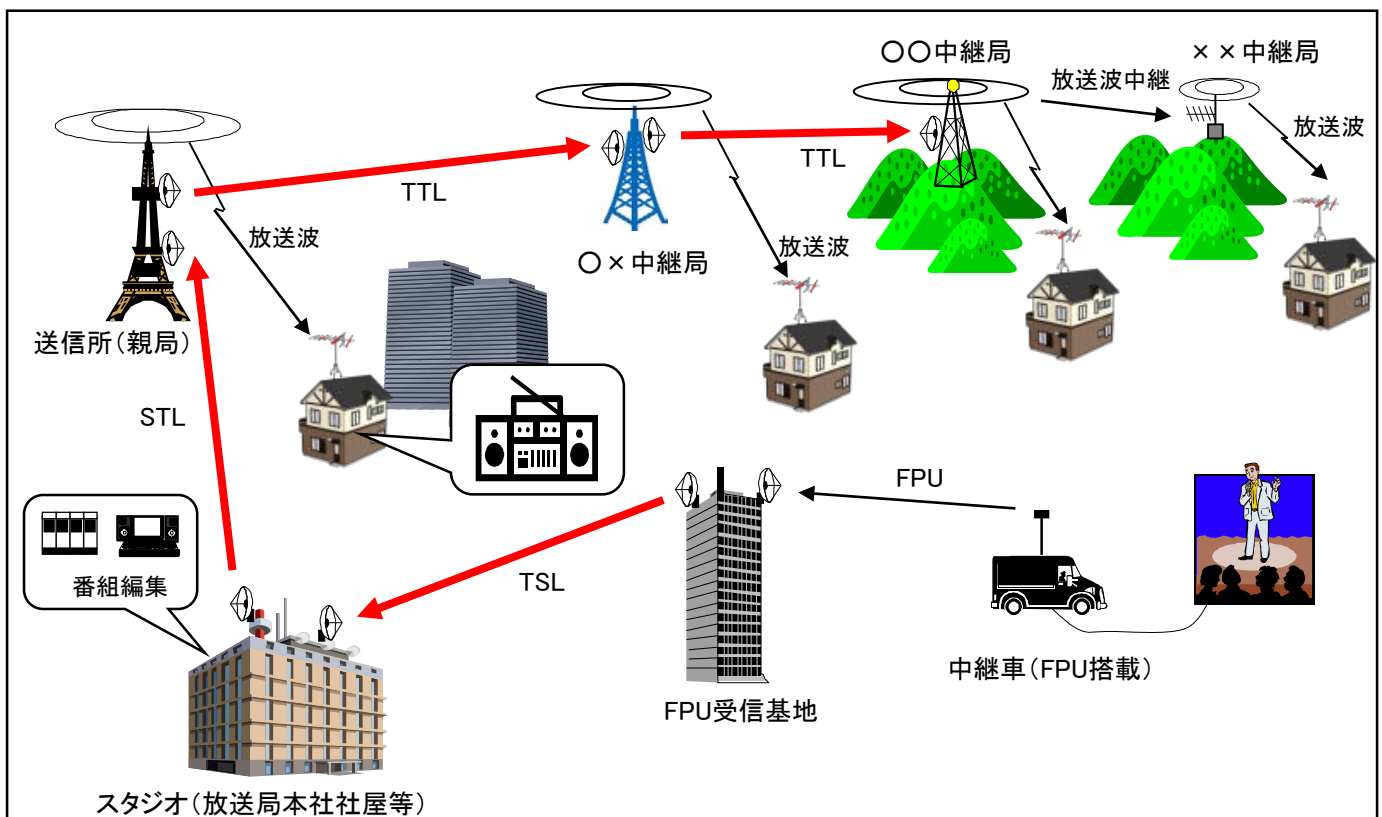 〇〇中継局
××中継局
放送波中継
放送波
TTL
TTL
放送波
〇×中継局
放送波
送信所(親局)
STL
FPU
番組編集
TSL
中継車(FPU搭載)
FPU受信基地
スタジオ(放送局本社社屋等)